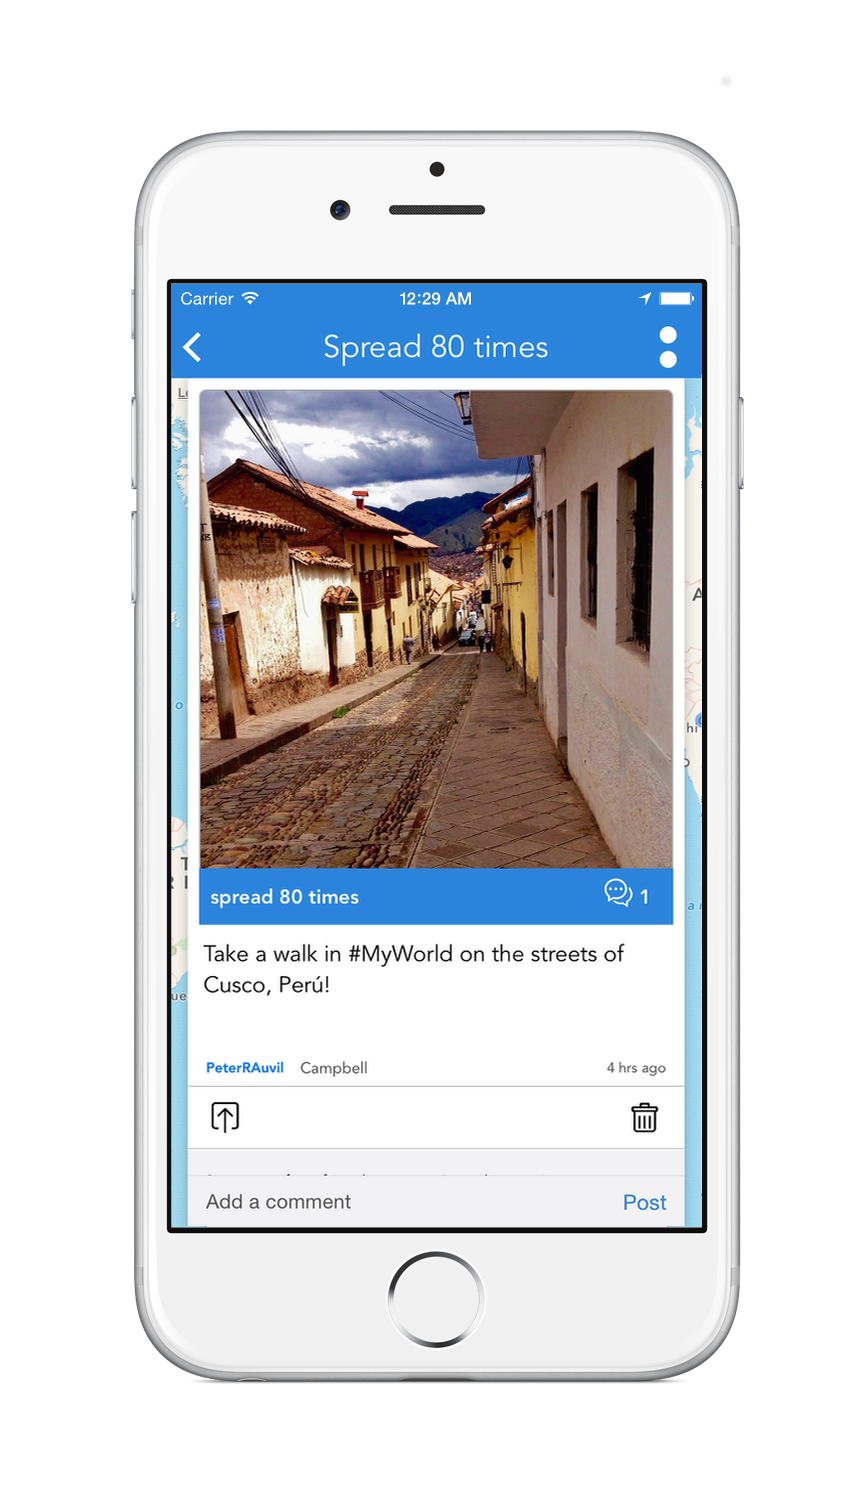 Carrier
12:29 AM
Spread 80 times
spread 80 times
1
Take a walk in #MyWorld on the streets of
Cusco, Perú!
PeterRAuvil Campbell 4 hrs ago
Add a comment Post